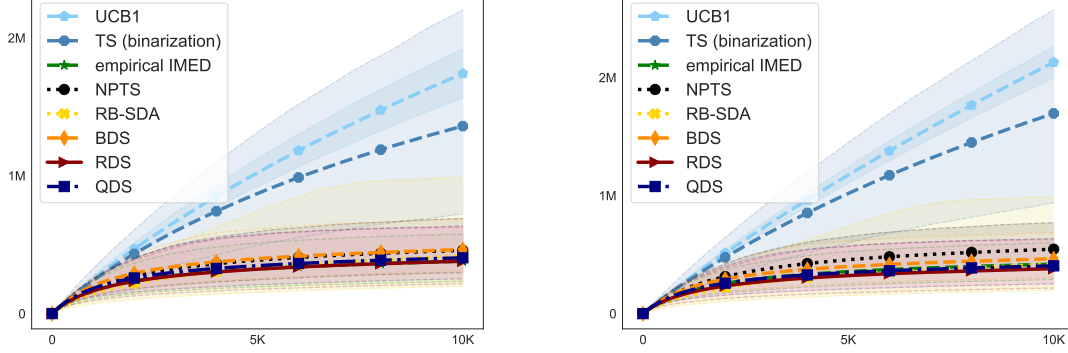 2M
1M
0
0
5K
10K
UCB1
TS (binarization)
empirical IMED
NPTS
RB-SDA
BDS
RDS
QDS
2M
1M
0
0
5K
10K
UCB1
TS (binarization)
empirical IMED
NPTS
RB-SDA
BDS
RDS
QDS